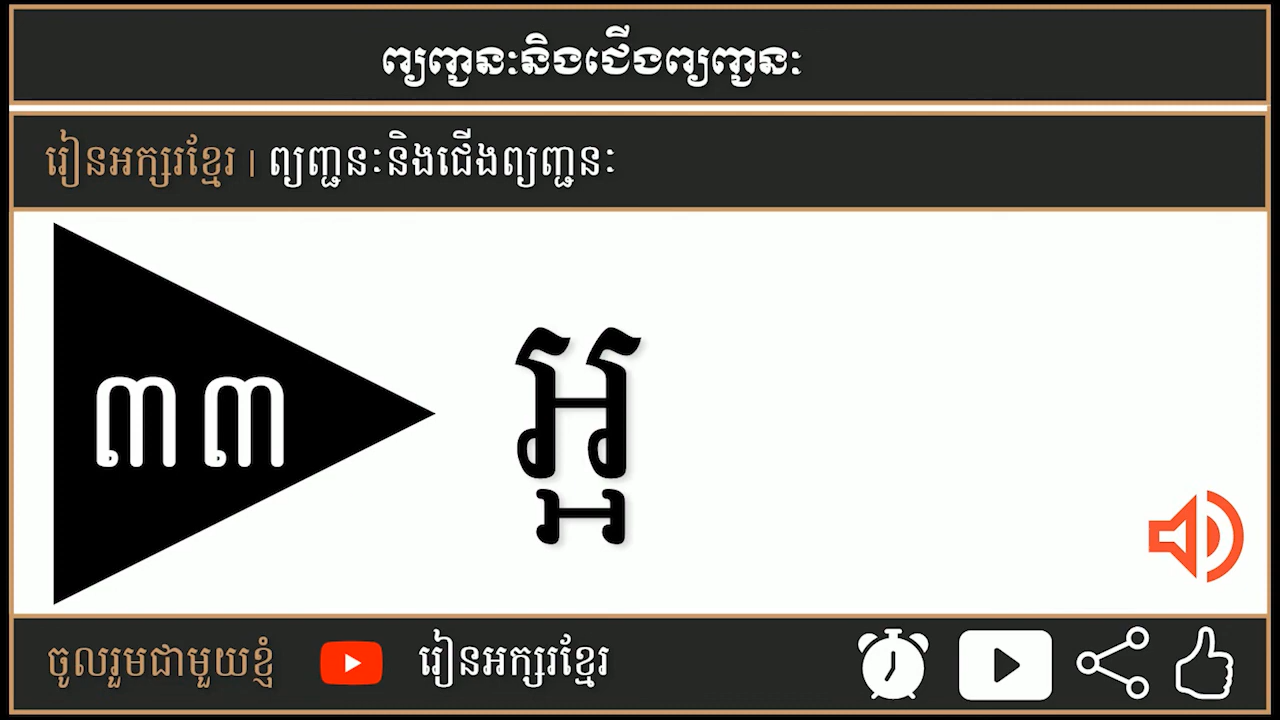 ព្យញ្ជនៈនិងជើងព្យញ្ជនៈ
រៀនអក្សរខ្មែរ | ព្យញ្ជនៈនិងជើងព្យញ្ជនៈ
៣៣
អ្អ
ចូលរួមជាមួយខ្ញុំ រៀនអក្សរខ្មែរ